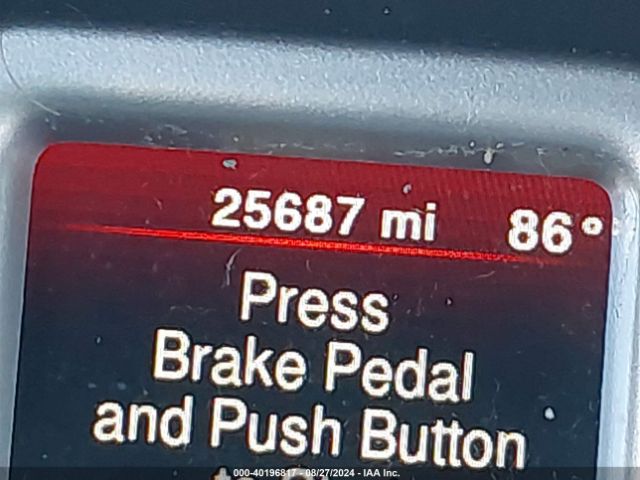 25687 mi 86°
Press
Brake Pedal
and Push Button
000-40196817 - 08/27/2024 - IAA Inc.